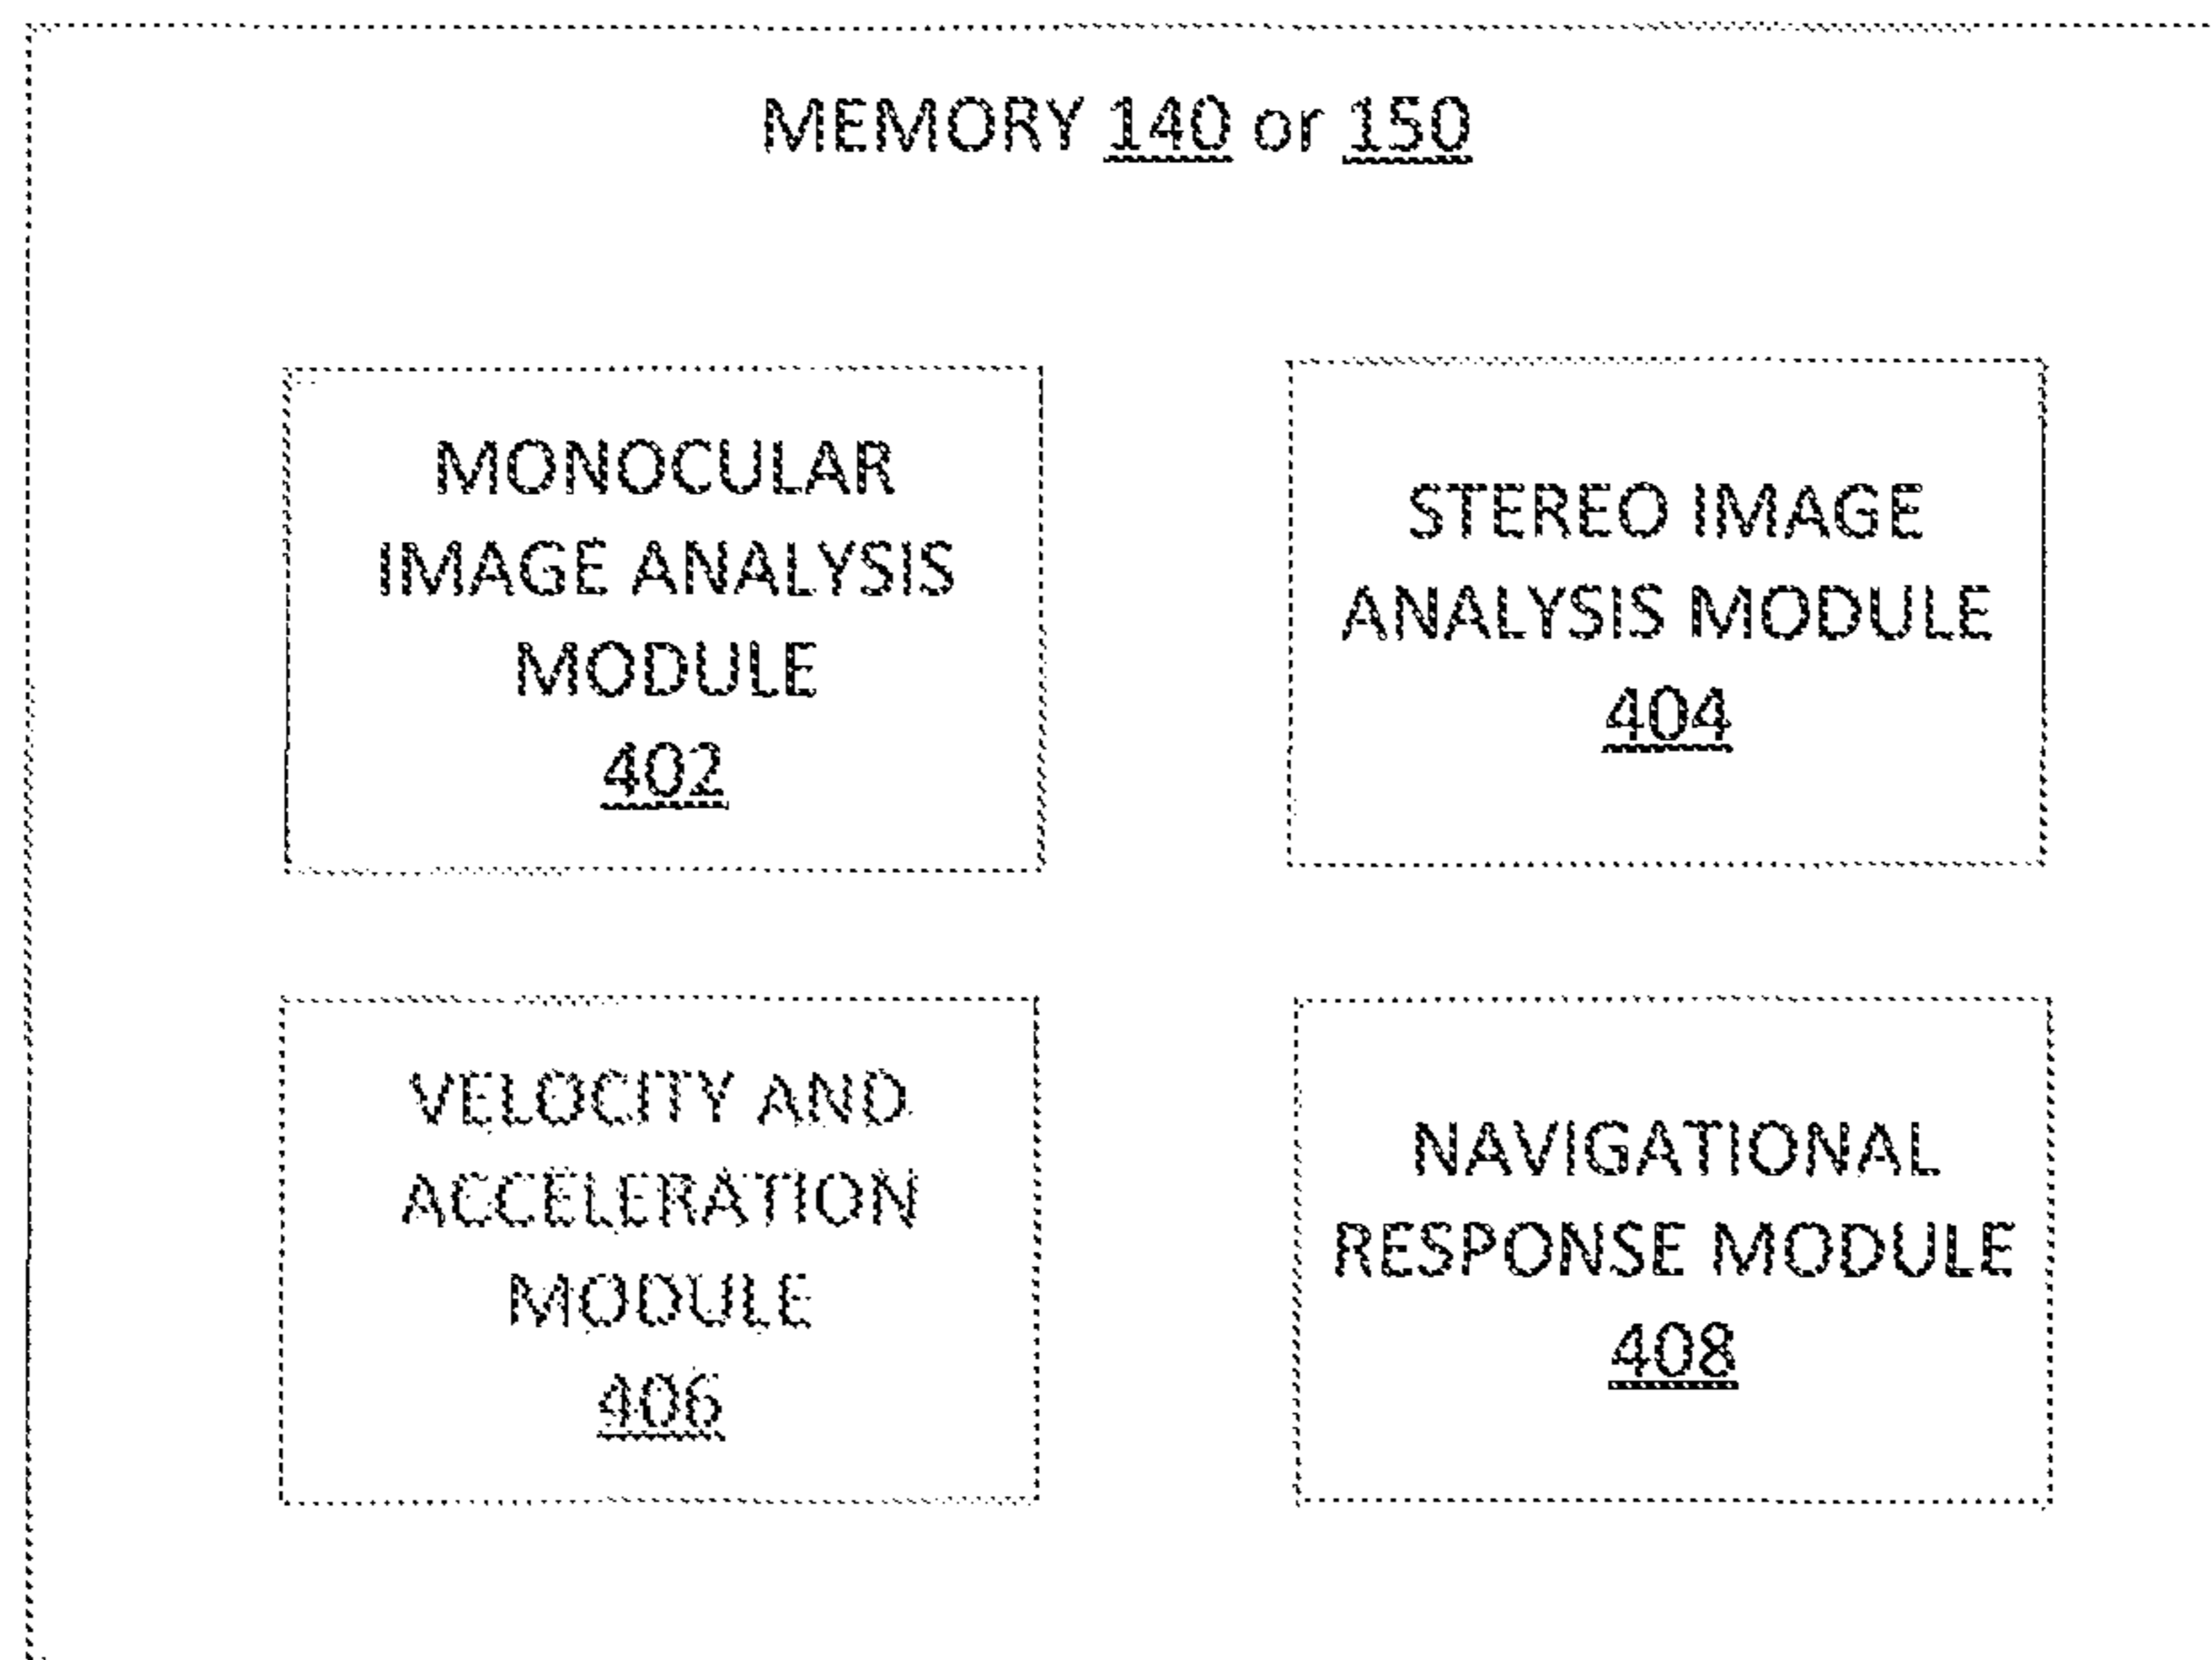 MEMORY 140 or 150
MONOCULAR
IMAGE ANALYSIS
MODULE
402
STEREO IMAGE
ANALYSIS MODULE
404
VELOCITY AND
ACCELERATION
MODULE
406
NAVIGATIONAL
RESPONSE MODULE
408